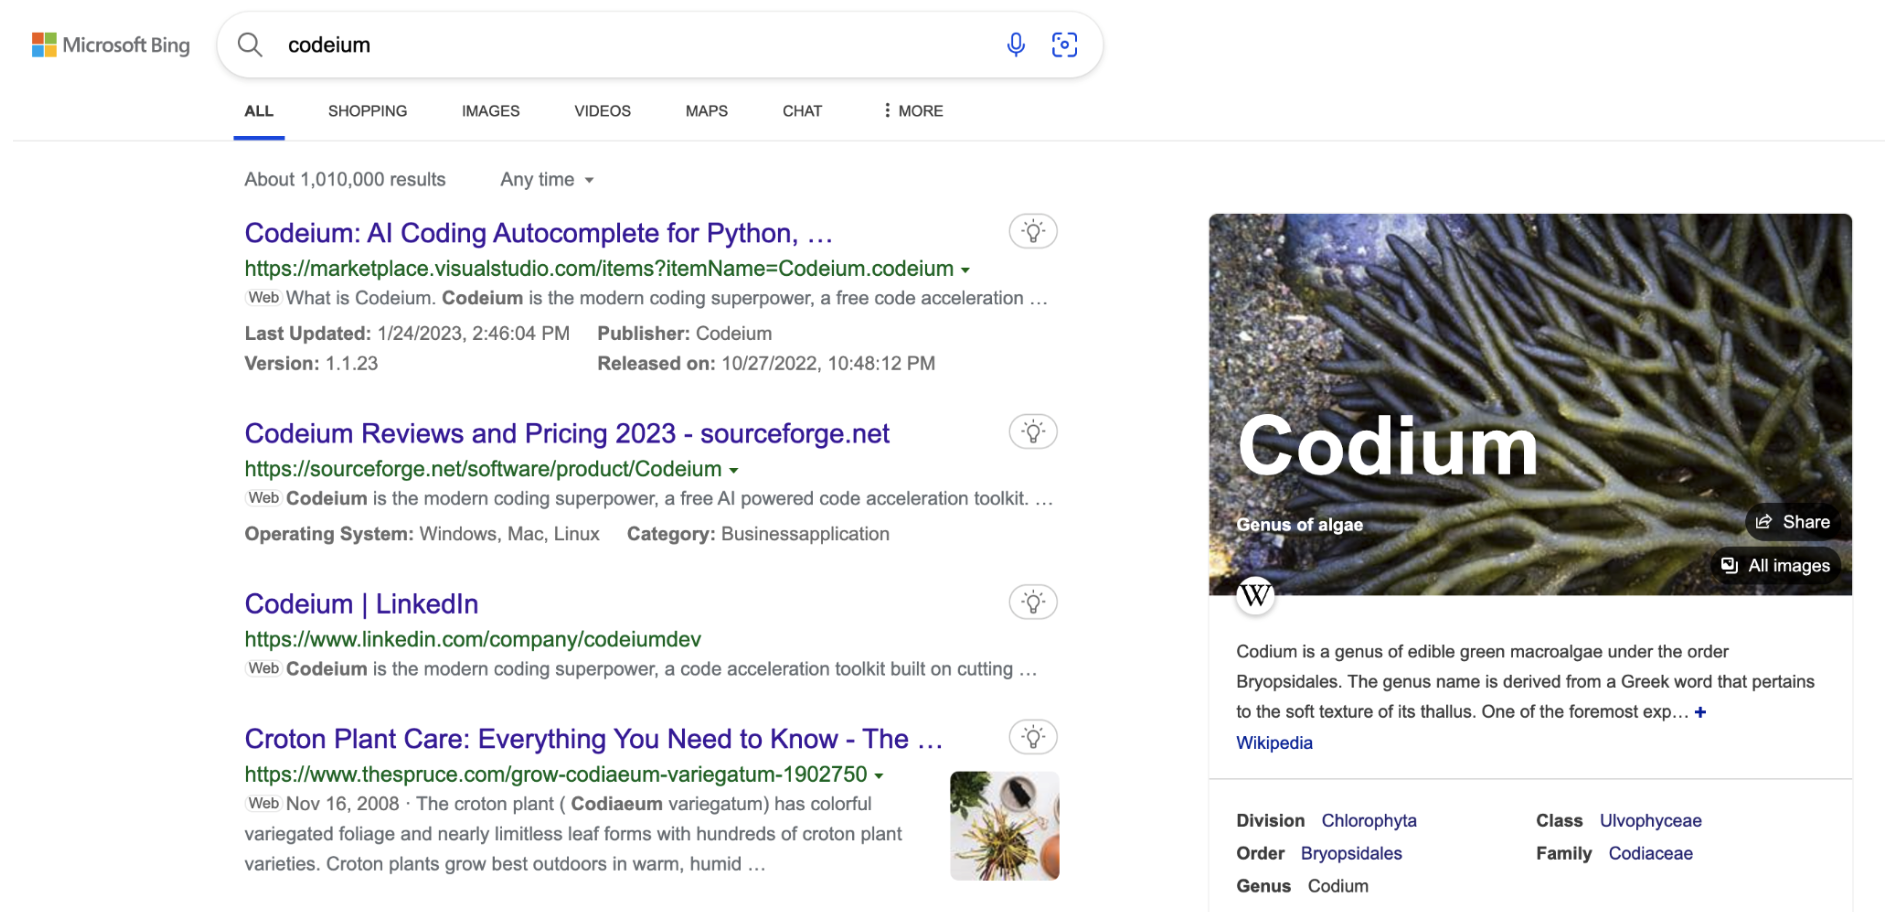 Microsoft Bing
codeium
ALL SHOPPING IMAGES VIDEOS MAPS CHAT MORE
About 1,010,000 results Any time
Codeium: AI Coding Autocomplete for Python, …
https://marketplace.visualstudio.com/items?itemName=Codeium.codeium
Web What is Codeium. Codeium is the modern coding superpower, a free code acceleration …
Last Updated: 1/24/2023, 2:46:04 PM Publisher: Codeium
Version: 1.1.23 Released on: 10/27/2022, 10:48:12 PM
Codeium Reviews and Pricing 2023 - sourceforge.net
https://sourceforge.net/software/product/Codeium
Web Codeium is the modern coding superpower, a free AI powered code acceleration toolkit. …
Operating System: Windows, Mac, Linux Category: Businessapplication
Codeium | LinkedIn
https://www.linkedin.com/company/codeiumdev
Web Codeium is the modern coding superpower, a code acceleration toolkit built on cutting …
Croton Plant Care: Everything You Need to Know - The …
https://www.thespruce.com/grow-codiaeum-variegatum-1902750
Web Nov 16, 2008 · The croton plant ( Codiaeum variegatum) has colorful
variegated foliage and nearly limitless leaf forms with hundreds of croton plant
varieties. Croton plants grow best outdoors in warm, humid …
Codium
Genus of algae
Share
All images
W
Codium is a genus of edible green macroalgae under the order
Bryopsidales. The genus name is derived from a Greek word that pertains
to the soft texture of its thallus. One of the foremost exp… +
Wikipedia
Division Chlorophyta Class Ulvophyceae
Order Bryopsidales Family Codiaceae
Genus Codium